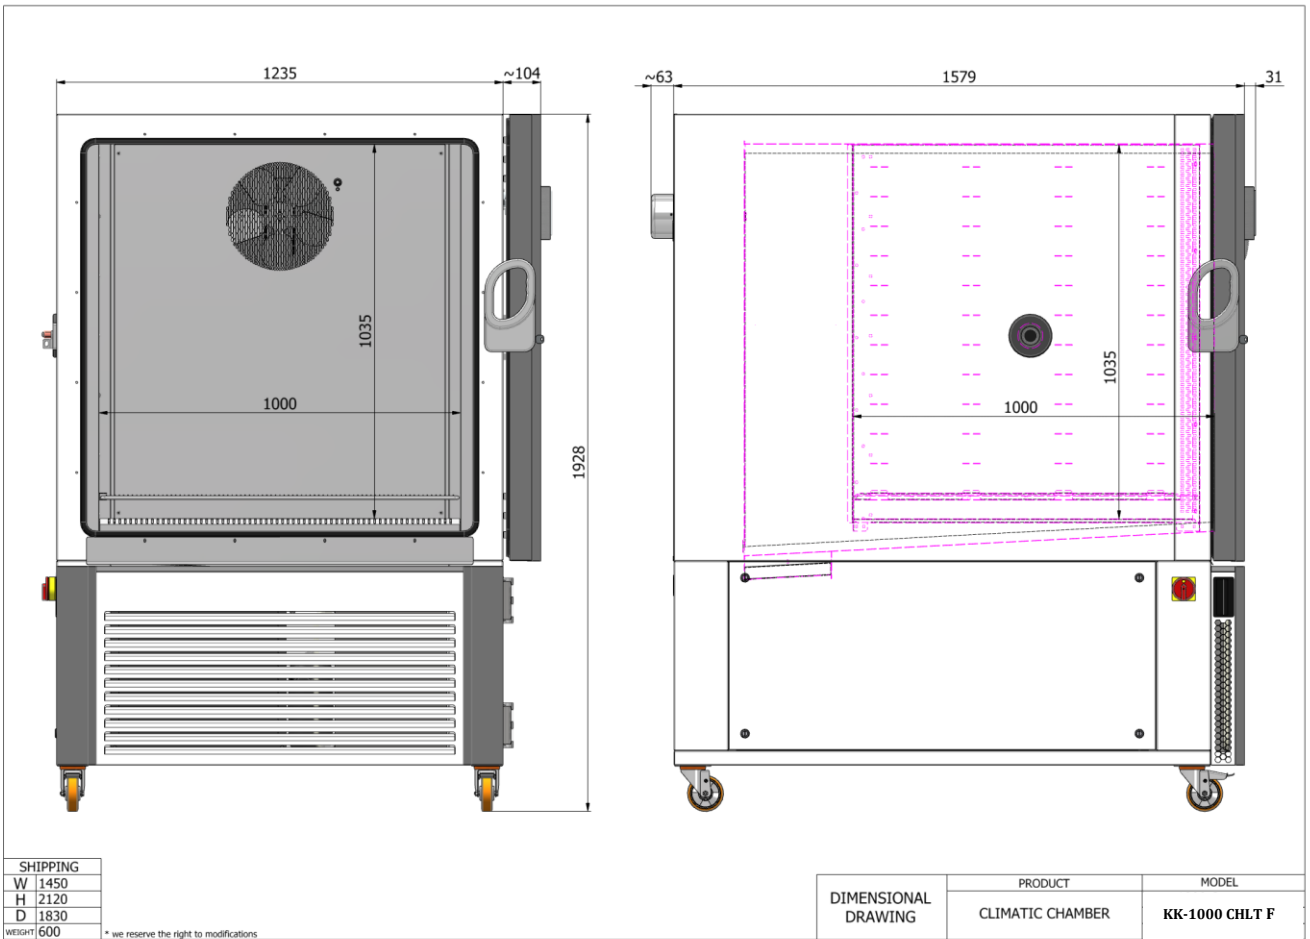 1235
~104
~63
1579
31
1035
1000
1928
1035
1000
SHIPPING
W 1450
H 2120
D 1830
WEIGHT 600
* we reserve the right to modifications
DIMENSIONAL
DRAWING
PRODUCT
CLIMATIC CHAMBER
MODEL
KK-1000 CHLT F